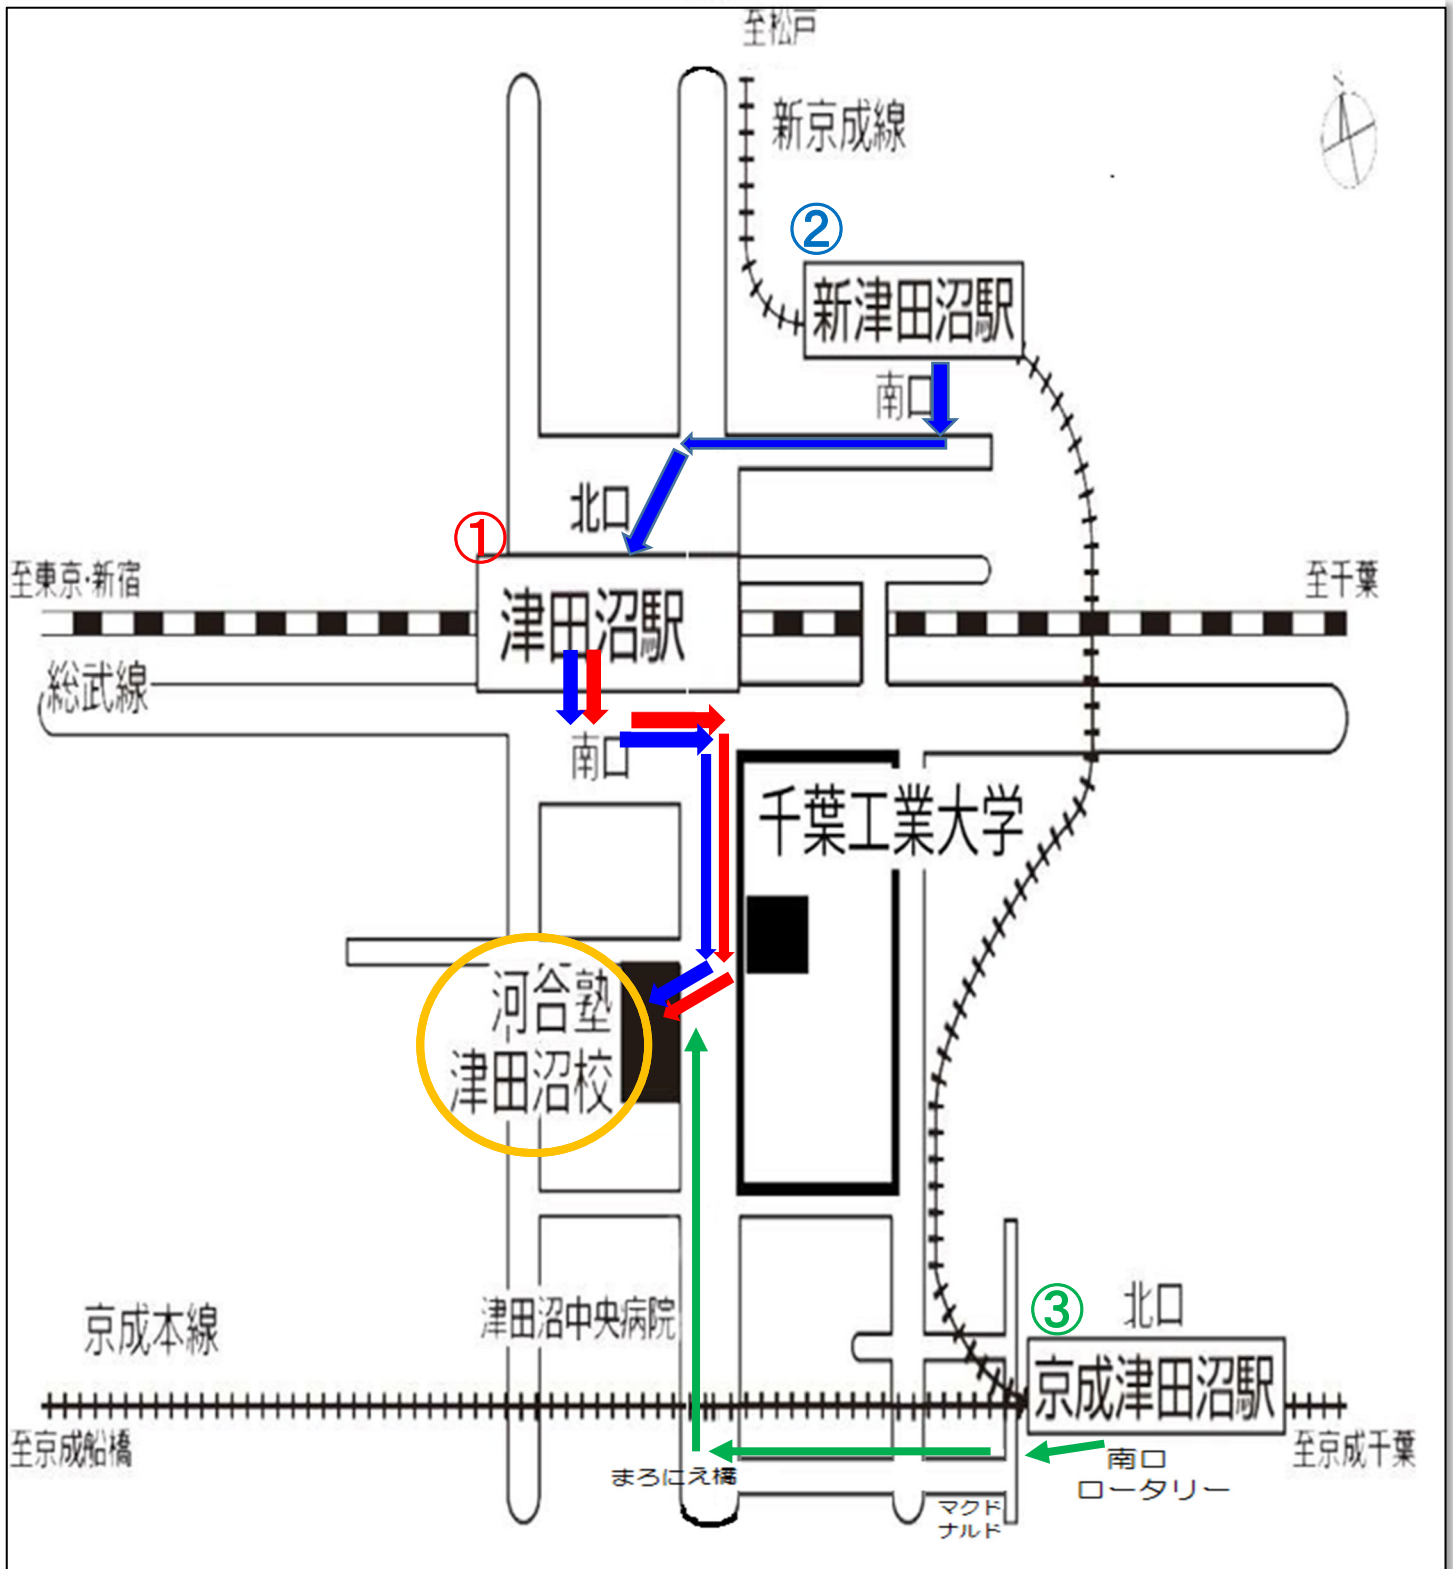 至松戸
新京成線
②
新津田沼駅
南口
北口
①
至東京・新宿
至千葉
津田沼駅
総武線
南口
千葉工業大学
河合塾
津田沼校
③
北口
京成本線
津田沼中央病院
京成津田沼駅
至京成船橋
至京成千葉
まろにえ橋
南口
ロータリー
マクド
ナルド